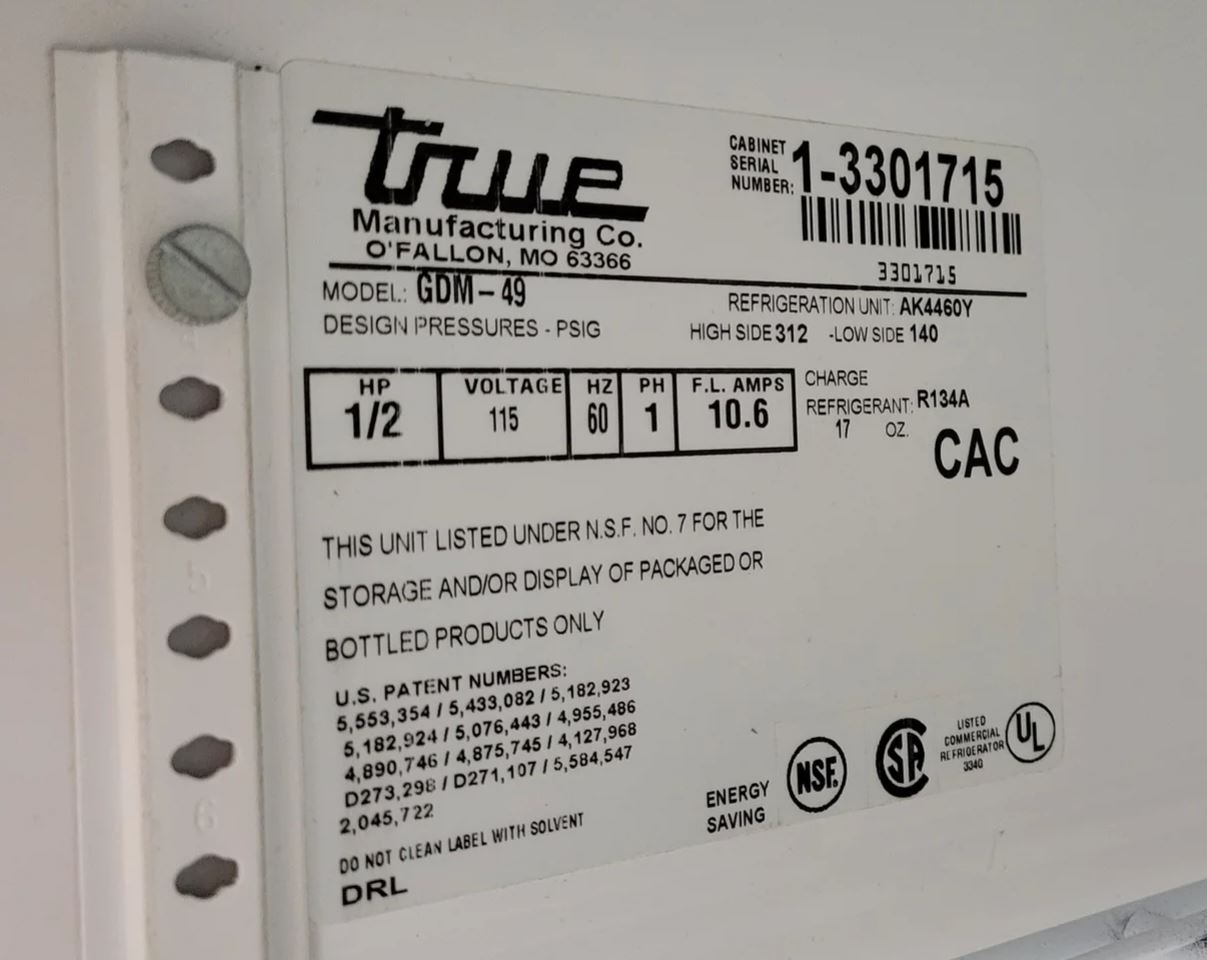 true
Manufacturing Co.
O'FALLON, MO 63366
CABINET
SERIAL
NUMBER: 1-3301715
3301715
MODEL: GDM-49
REFRIGERATION UNIT: AK4460Y
DESIGN PRESSURES - PSIG
HIGH SIDE 312 -LOW SIDE 140
HP VOLTAGE HZ PH F.L. AMPS
1/2 115 60 1 10.6
CHARGE
REFRIGERANT: R134A
17 OZ.
CAC
THIS UNIT LISTED UNDER N.S.F. NO. 7 FOR THE
STORAGE AND/OR DISPLAY OF PACKAGED OR
BOTTLED PRODUCTS ONLY
U.S. PATENT NUMBERS:
5,553,354 / 5,433,082 / 5,182,923
5,182,924 / 5,076,443 / 4,955,486
4,890,746 / 4,875,745 / 4,127,968
D273,298 / D271,107 / 5,584,547
2,045,722
DO NOT CLEAN LABEL WITH SOLVENT
DRL
ENERGY
SAVING
NSF.
SA
LISTED
COMMERCIAL
REFRIGERATOR
3340
UL
5
6